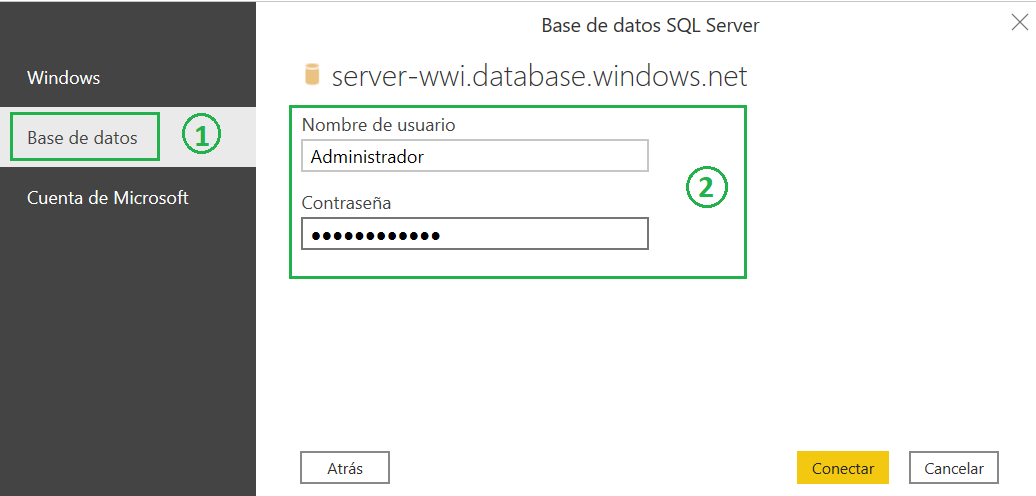 Base de datos SQL Server
Windows
Base de datos
1
Cuenta de Microsoft
server-wwi.database.windows.net
Nombre de usuario
Administrador
2
Contraseña
●●●●●●●●●●●●
Atrás
Conectar
Cancelar